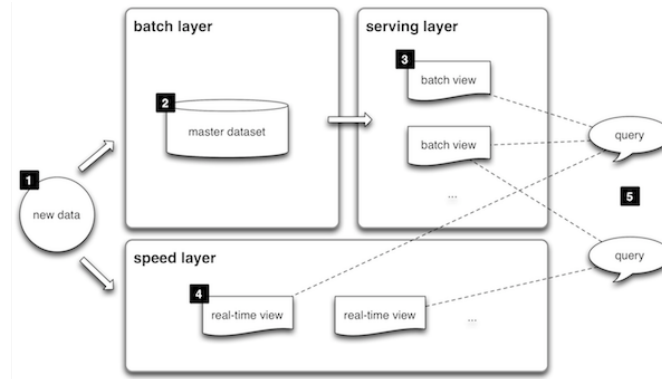 batch layer
serving layer
3
batch view
2
master dataset
query
batch view
1
...
5
new data
speed layer
query
4
real-time view
real-time view
...